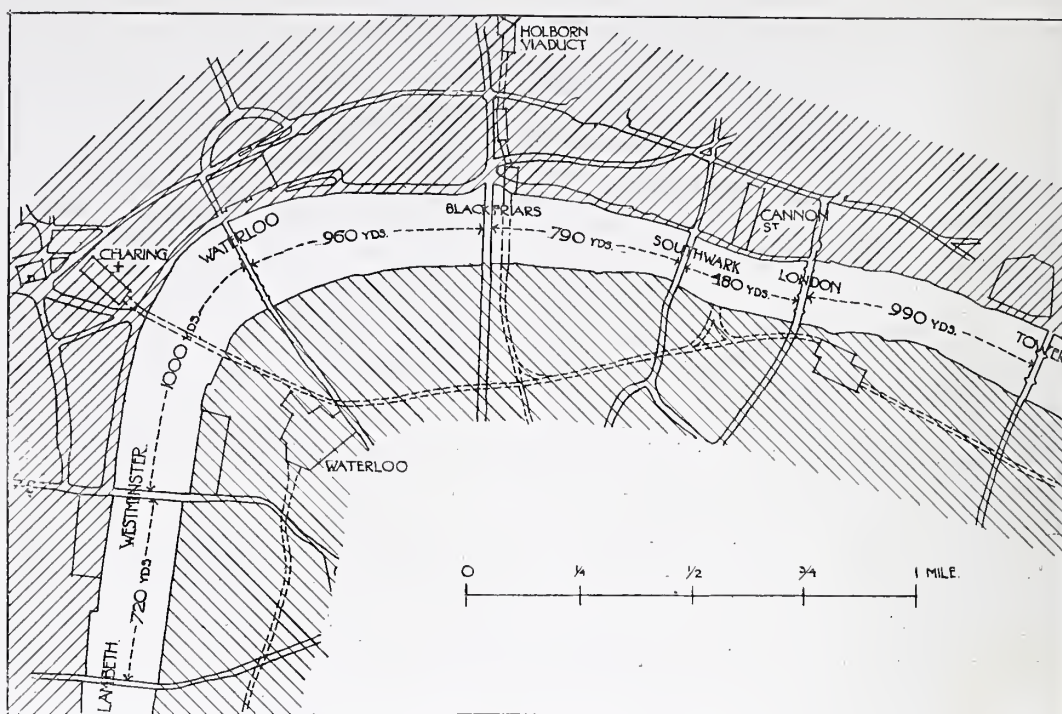 HOLBORN
VIADUCT
BLACKFRIARS
CANNON
ST
CHARING
+
WATERLOO
960 YDS.
790 YDS.
SOUTHWARK
480 YDS.
LONDON
990 YDS.
TOWER
1000 YDS.
WATERLOO
WESTMINSTER.
720 YDS
LAMBETH.
0 1/4 1/2 3/4 1 MILE.